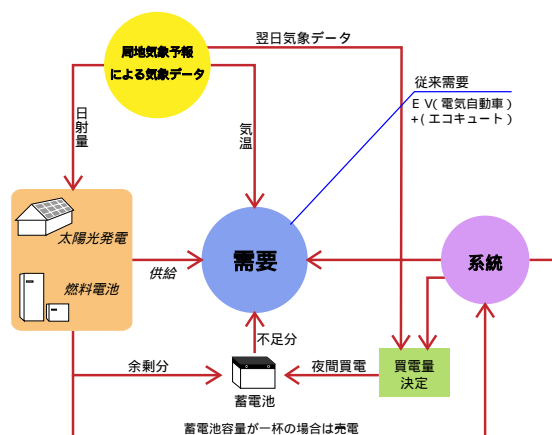 局地気象予報
による気象データ
翌日気象データ
従来需要
EV(電気自動車)
+(エコキュート)
日射量
気温
太陽光発電
燃料電池
供給
需要
系統
不足分
余剰分
蓄電池
夜間買電
買電量
決定
蓄電池容量が一杯の場合は売電